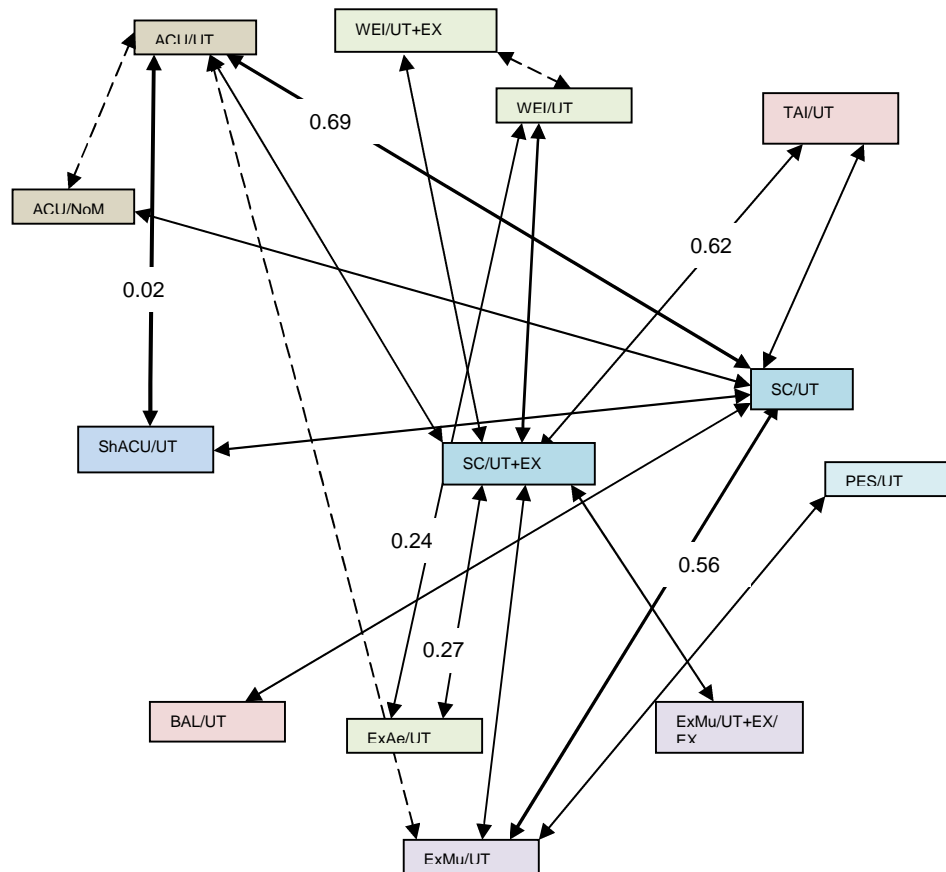 ACU/UT
WEI/UT+EX
WEI/UT
TAI/UT
0.69
ACU/NoM
0.62
0.02
SC/UT
ShACU/UT
SC/UT+EX
PES/UT
0.24
0.56
0.27
BAL/UT
ExAe/UT
ExMu/UT+EX/
EX
ExMu/UT